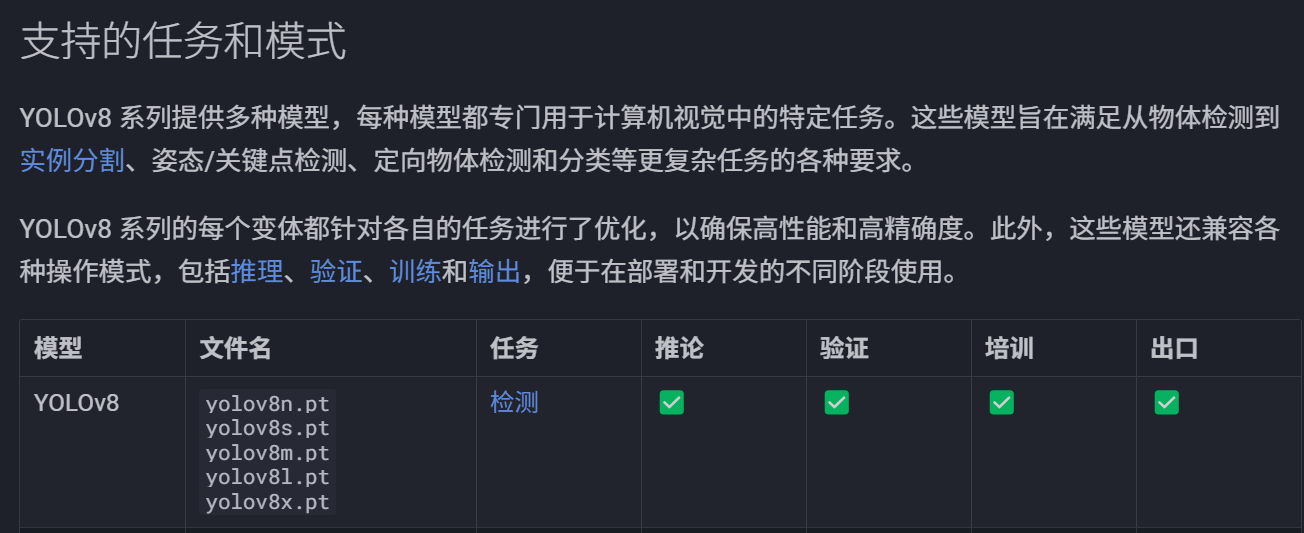 支持的任务和模式
YOLOv8 系列提供多种模型，每种模型都专门用于计算机视觉中的特定任务。这些模型旨在满足从物体检测到
实例分割、姿态/关键点检测、定向物体检测和分类等更复杂任务的各种要求。
YOLOv8 系列的每个变体都针对各自的任务进行了优化，以确保高性能和高精确度。此外，这些模型还兼容各
种操作模式，包括推理、验证、训练和输出，便于在部署和开发的不同阶段使用。
模型 文件名 任务 推论 验证 培训 出口
YOLOv8 yolov8n.pt 检测
yolov8s.pt
yolov8m.pt
yolov8l.pt
yolov8x.pt